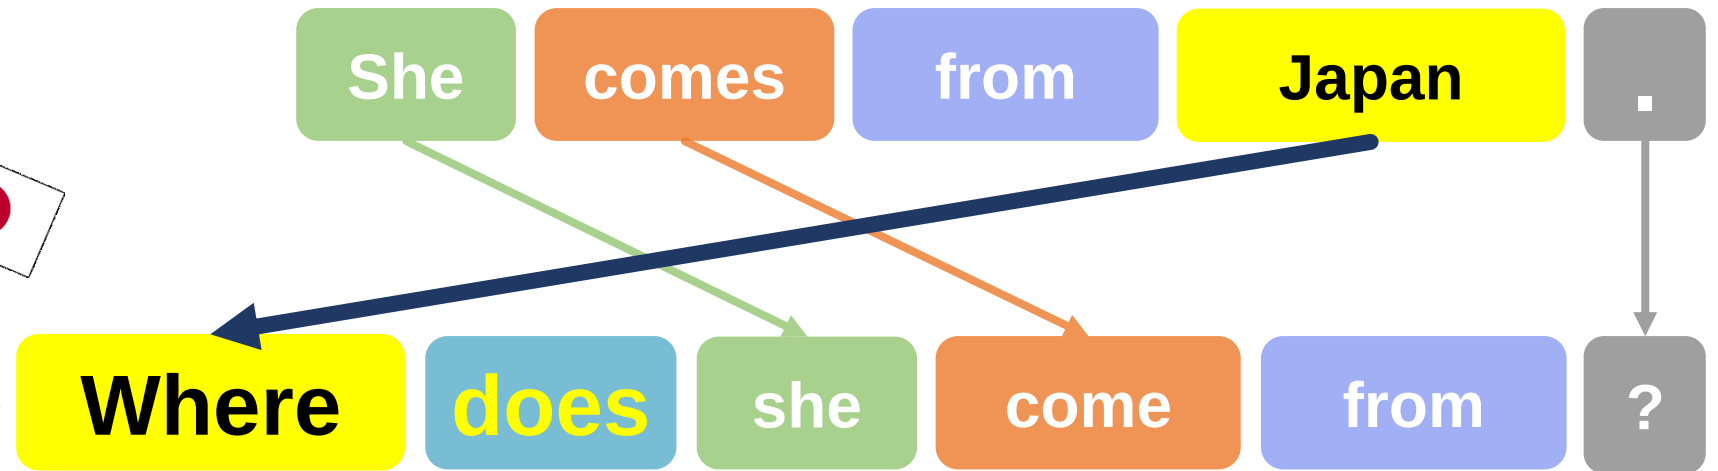 She comes from Japan .
Where does she come from ?